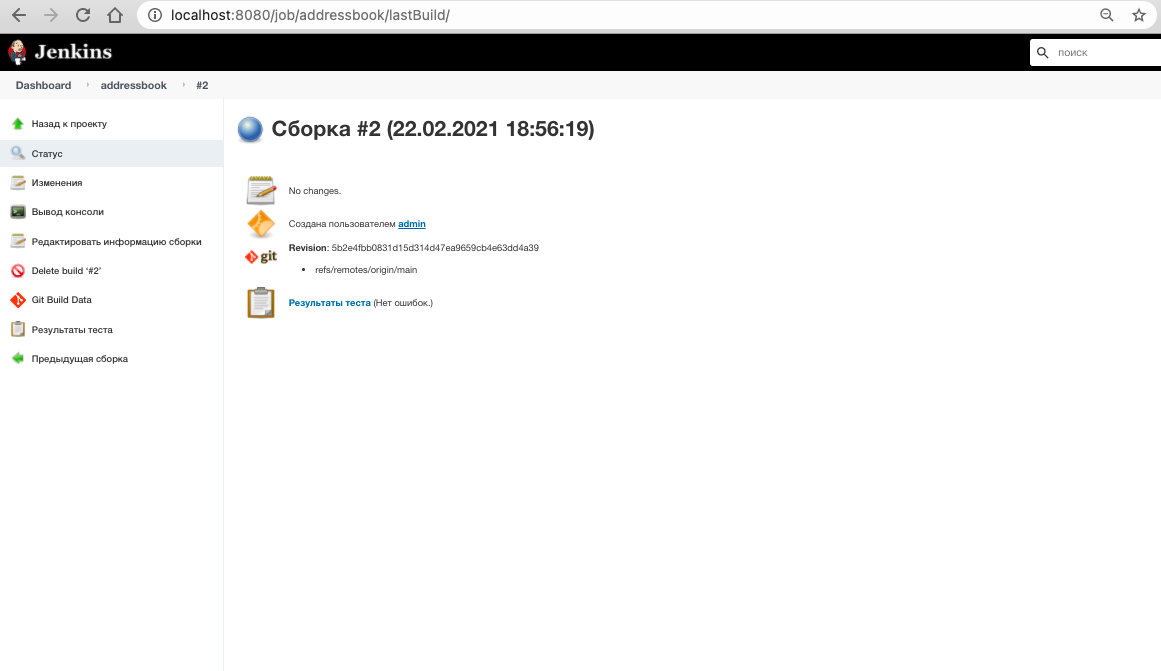 localhost:8080/job/addressbook/lastBuild/
Jenkins
поиск
Dashboard addressbook #2
Назад к проекту
Статус
Изменения
Вывод консоли
Редактировать информацию сборки
Delete build ‘#2’
Git Build Data
Результаты теста
Предыдущая сборка
Сборка #2 (22.02.2021 18:56:19)
No changes.
Создана пользователем admin
git
Revision: 5b2e4fbb0831d15d314d47ea9659cb4e63dd4a39
refs/remotes/origin/main
Результаты теста (Нет ошибок.)